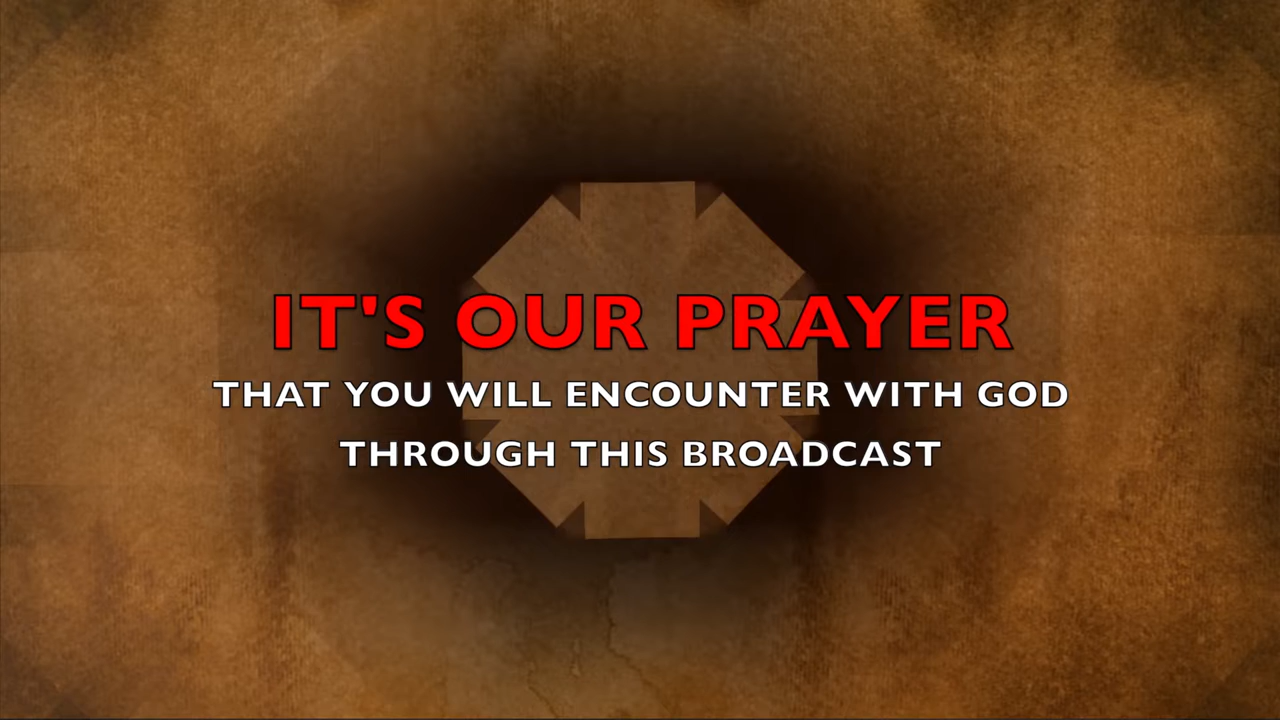 IT'S OUR PRAYER
THAT YOU WILL ENCOUNTER WITH GOD
THROUGH THIS BROADCAST